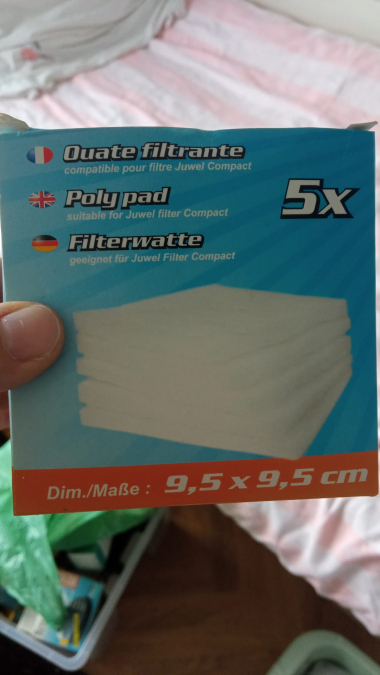 Ouate filtrante
compatible pour filtre Juwel Compact
Poly pad
suitable for Juwel filter Compact
5x
Filterwatte
geeignet für Juwel Filter Compact
Dim./Maße : 9,5 x 9,5 cm